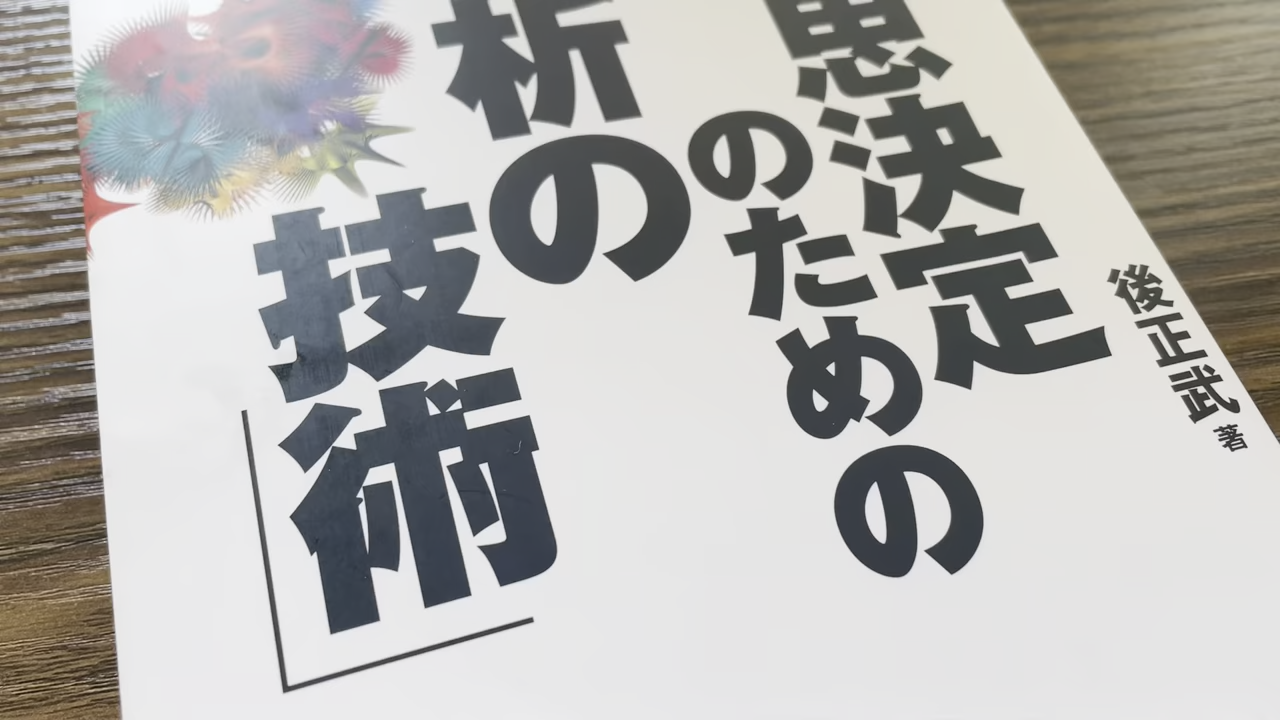 後正武 著
思決定
のための
析の
技術」